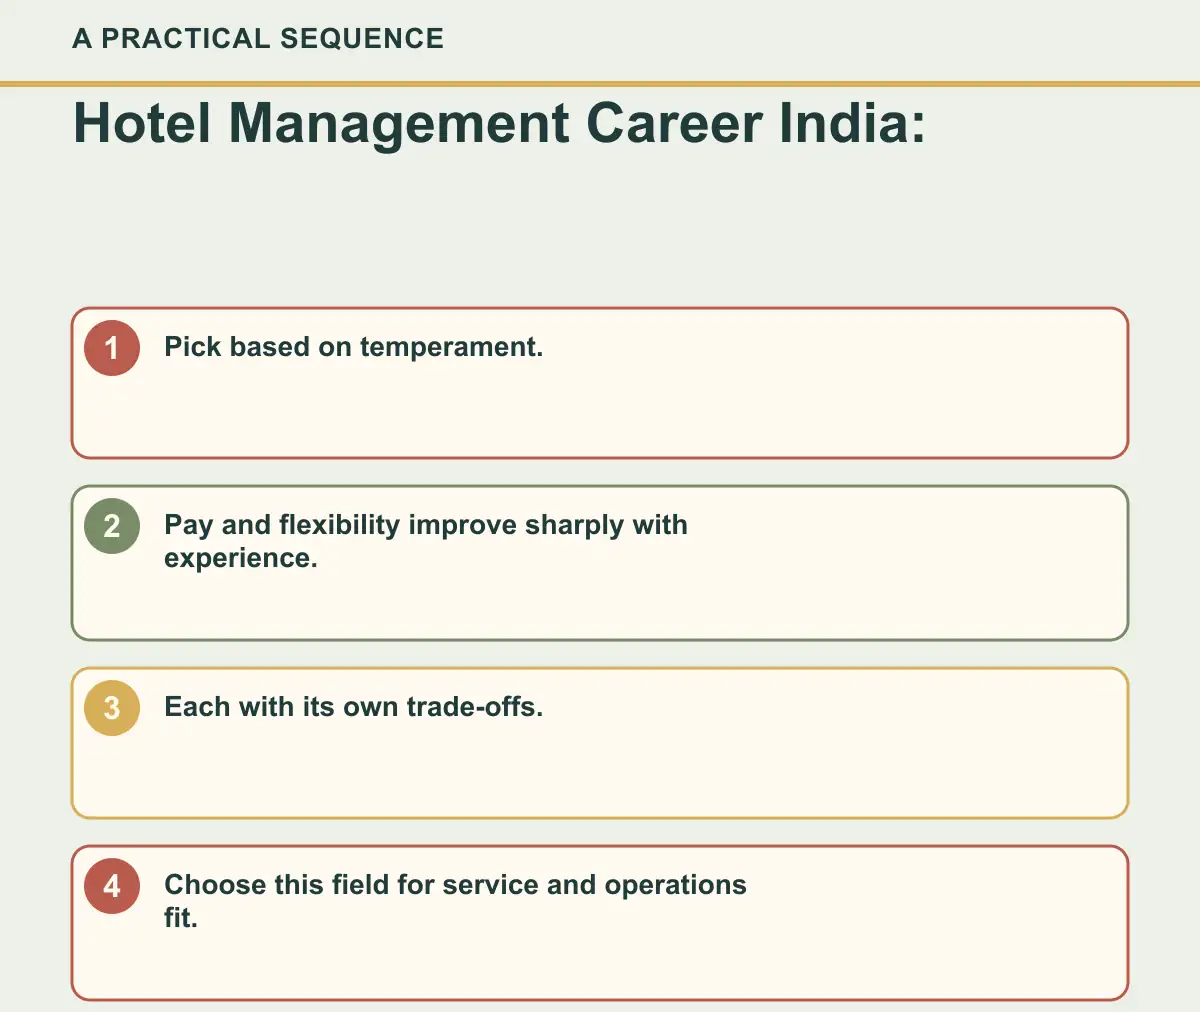 A PRACTICAL SEQUENCE
Hotel Management Career India:
1
Pick based on temperament.
2
Pay and flexibility improve sharply with
experience.
3
Each with its own trade-offs.
4
Choose this field for service and operations
fit.